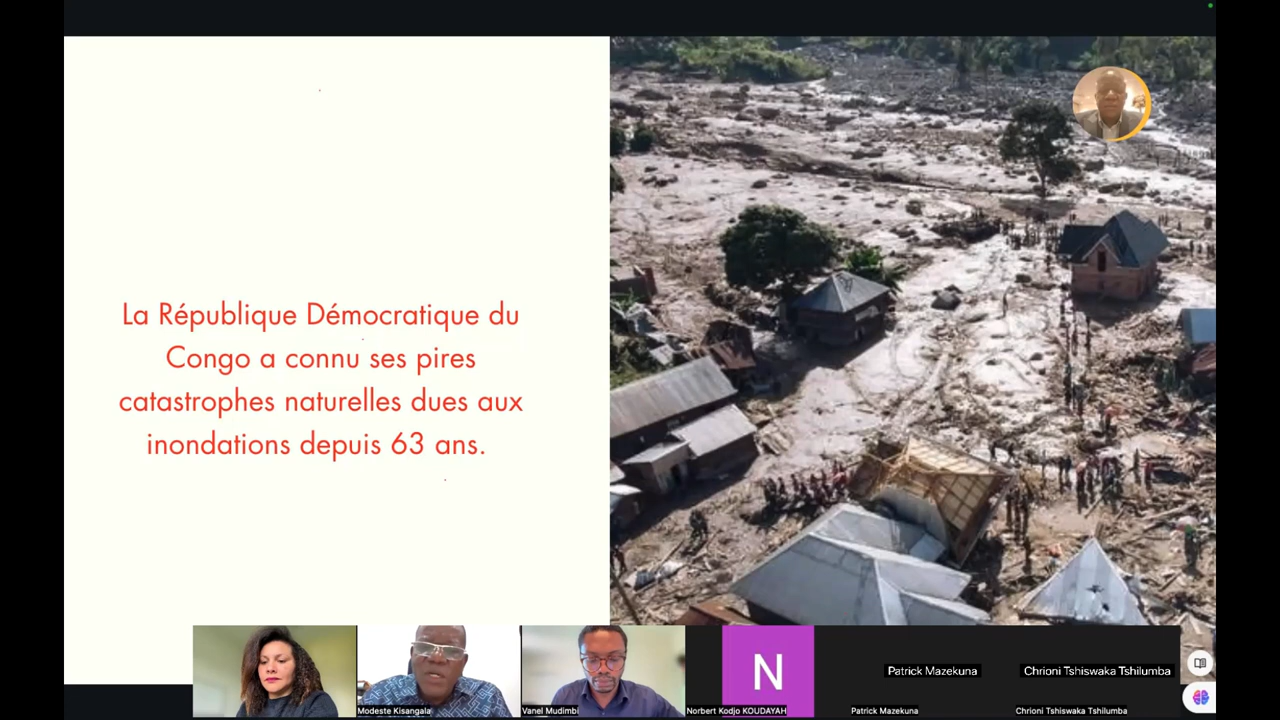 La République Démocratique du
Congo a connu ses pires
catastrophes naturelles dues aux
inondations depuis 63 ans.
N
Patrick Mazekuna
Chrioni Tshiswaka Tshilumba
Modeste Kisangala
Vanel Mudimbi
Norbert Kodjo KOUDAYAH
Patrick Mazekuna
Chrioni Tshiswaka Tshilumba